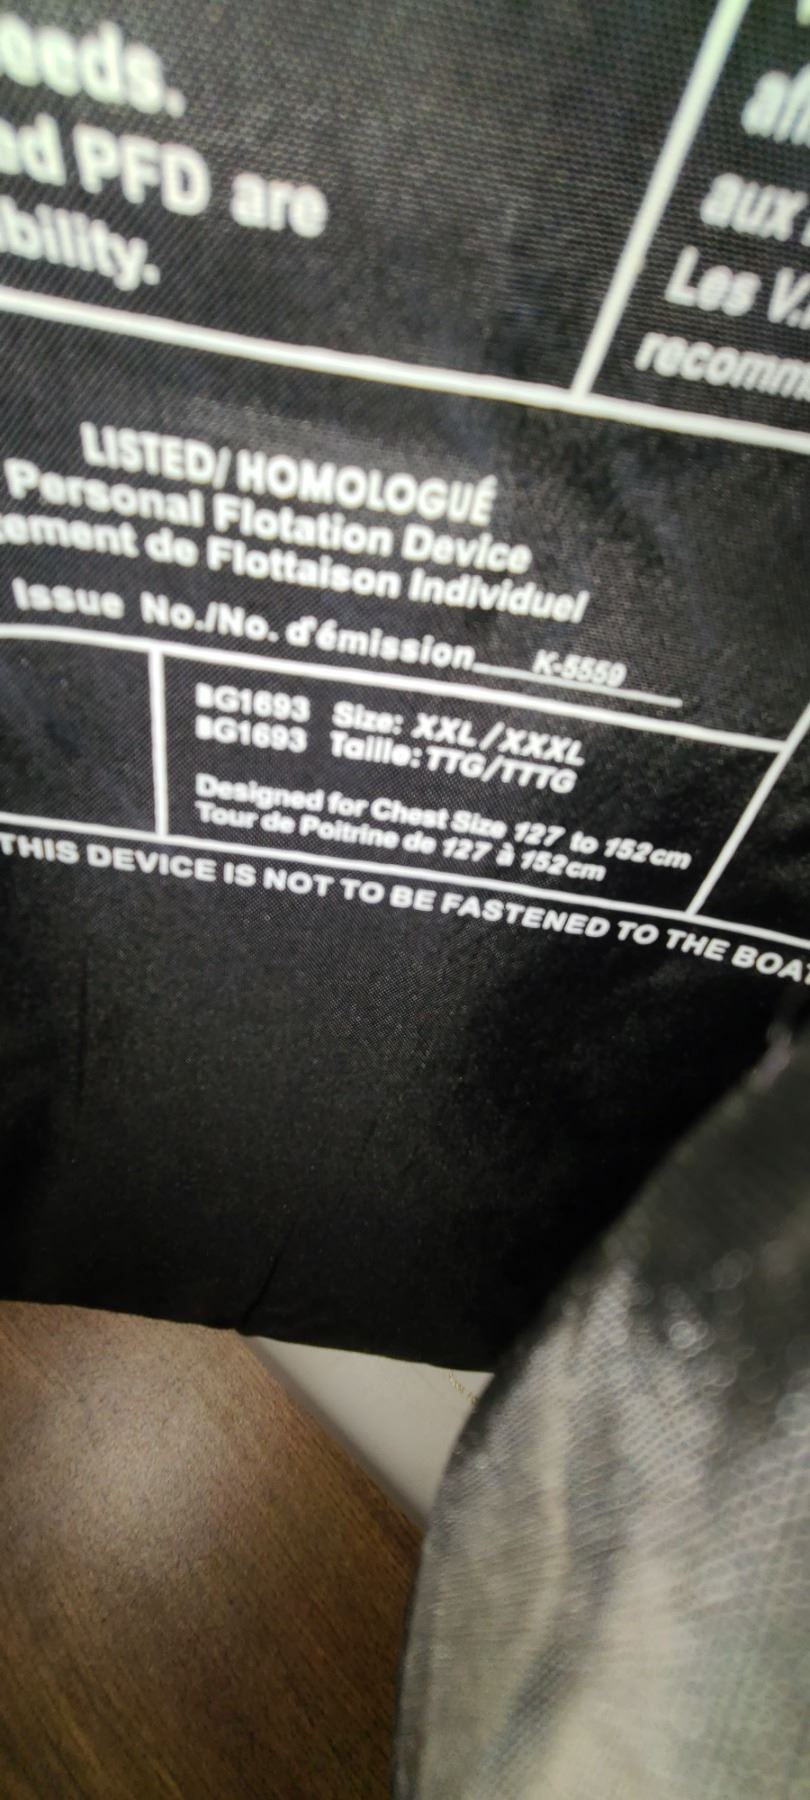 eeds.
ed PFD are
ibility.
aux
Les V
recomm
LISTED/HOMOLOGUÉ
Personal Flotation Device
ement de Flottaison Individuel
Issue No./No. d'émission K-5559
BG1693 Size: XXL/XXXL
BG1693 Taille: TTG/TTTG
Designed for Chest Size 127 to 152cm
Tour de Poitrine de 127 à 152cm
THIS DEVICE IS NOT TO BE FASTENED TO THE BOAT